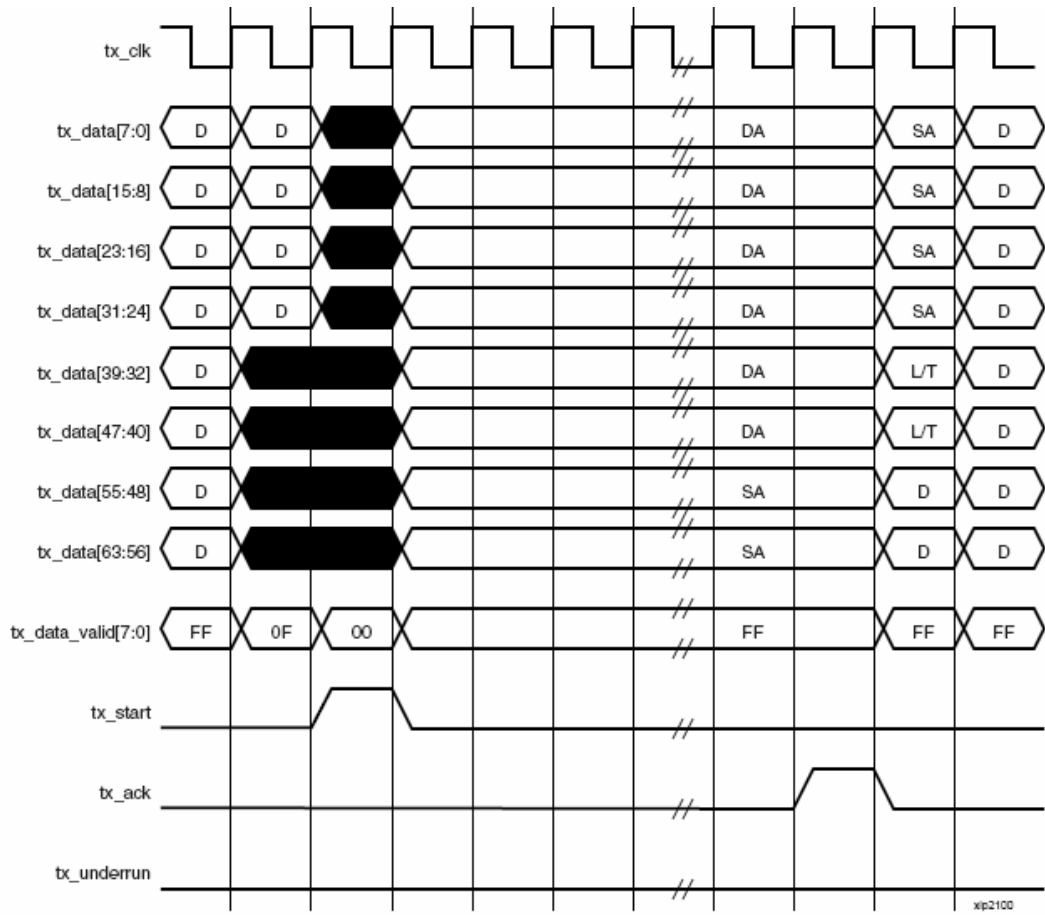 tx_clk
tx_data[7:0] D D DA SA D
tx_data[15:8] D D DA SA D
tx_data[23:16] D D DA SA D
tx_data[31:24] D D DA SA D
tx_data[39:32] D DA L/T D
tx_data[47:40] D DA L/T D
tx_data[55:48] D SA D D
tx_data[63:56] D SA D D
tx_data_valid[7:0] FF 0F 00 FF FF FF
tx_start
tx_ack
tx_underrun
xip2100